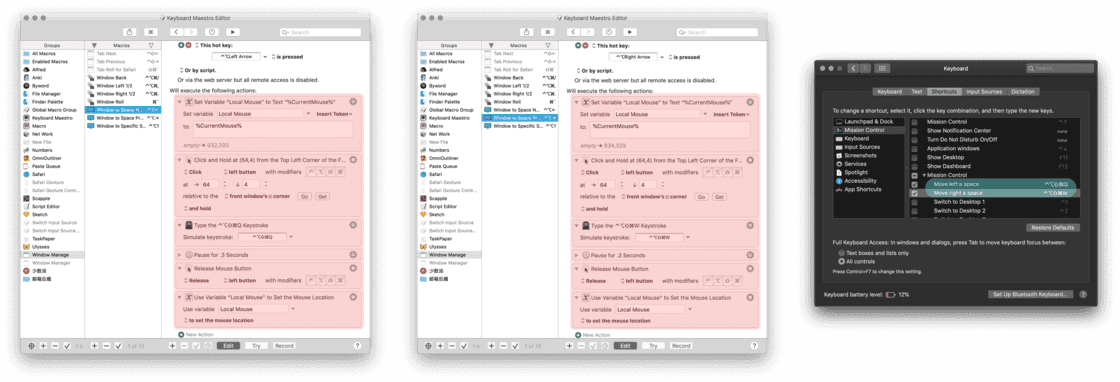 Keyboard Maestro Editor
Search
Groups
Macros
All Macros
Enabled Macros
Alfred
Anki
Byword
File Manager
Finder
Finder Palette
Global Macro Group
Keyboard Maestro
Macro
Net Work
New File
Numbers
OmniOutliner
Paste Queue
Safari
Safari Gesture
Safari Gesture Contr...
Scapple
Script Editor
Sketch
Switch Input Source
Switch Input Source...
TaskPaper
Ulysses
Window Manage
Window Manager
少数派
邮箱后缀
Tab Next
Tab Prev
Tab Roll for Safari
Window Back
Window Left 1/2
Window Right 1/2
Window Roll
Window to Space N...
Window to Space Pr...
Window to Specific S...
This hot key:
^⌥Left Arrow
is pressed
Or by script.
Or via the web server but all remote access is disabled.
Will execute the following actions:
Set Variable "Local Mouse" to Text "%CurrentMouse%"
Set variable Local Mouse Insert Token
to: %CurrentMouse%
empty → 932,293
Click and Hold at (64,4) from the Top Left Corner of the F...
Click left button with modifiers
at → 64 ↓ 4
relative to the front window's corner Go Get
and hold
Type the ^⌥⇧⌘Q Keystroke
Simulate keystroke: ^⌥⇧⌘Q
Pause for .3 Seconds
Release Mouse Button
Release left button with modifiers
Use Variable "Local Mouse" to Set the Mouse Location
Use variable Local Mouse
to set the mouse location
New Action
1 of 10
Edit Try Record
Keyboard Maestro Editor
Search
Groups
Macros
All Macros
Enabled Macros
Alfred
Anki
Byword
File Manager
Finder
Finder Palette
Global Macro Group
Keyboard Maestro
Macro
Net Work
New File
Numbers
OmniOutliner
Paste Queue
Safari
Safari Gesture
Safari Gesture Contr...
Scapple
Script Editor
Sketch
Switch Input Source
Switch Input Source...
TaskPaper
Ulysses
Window Manage
Window Manager
少数派
邮箱后缀
Tab Next
Tab Prev
Tab Roll for Safari
Window Back
Window Left 1/2
Window Right 1/2
Window Roll
Window to Specific S...
This hot key:
^⌥Right Arrow
is pressed
Or by script.
Or via the web server but all remote access is disabled.
Will execute the following actions:
Set Variable "Local Mouse" to Text "%CurrentMouse%"
Set variable Local Mouse Insert Token
to: %CurrentMouse%
empty → 834,329
Click and Hold at (64,4) from the Top Left Corner of the F...
Click left button with modifiers
at → 64 ↓ 4
relative to the front window's corner Go Get
and hold
Type the ^⌥⇧⌘W Keystroke
Simulate keystroke: ^⌥⇧⌘W
Pause for .3 Seconds
Release Mouse Button
Release left button with modifiers
Use Variable "Local Mouse" to Set the Mouse Location
Use variable Local Mouse
to set the mouse location
New Action
1 of 10
Edit Try Record
Keyboard
Search
Keyboard Text Shortcuts Input Sources Dictation
To change a shortcut, select it, click the key combination, and then type the new keys.
Launchpad & Dock
Mission Control
Keyboard
Input Sources
Screenshots
Services
Spotlight
Accessibility
App Shortcuts
Mission Control
Show Notification Center none
Turn Do Not Disturb On/Off none
Application windows
Show Desktop
Show Dashboard
Mission Control
Move left a space ^⌥⇧⌘Q
Move right a space ^⌥⇧⌘W
Switch to Desktop 1
Switch to Desktop 2
Restore Defaults
Full Keyboard Access: In windows and dialogs, press Tab to move keyboard focus between:
Text boxes and lists only
All controls
Press Control+F7 to change this setting.
Keyboard battery level: 12%
Set Up Bluetooth Keyboard...